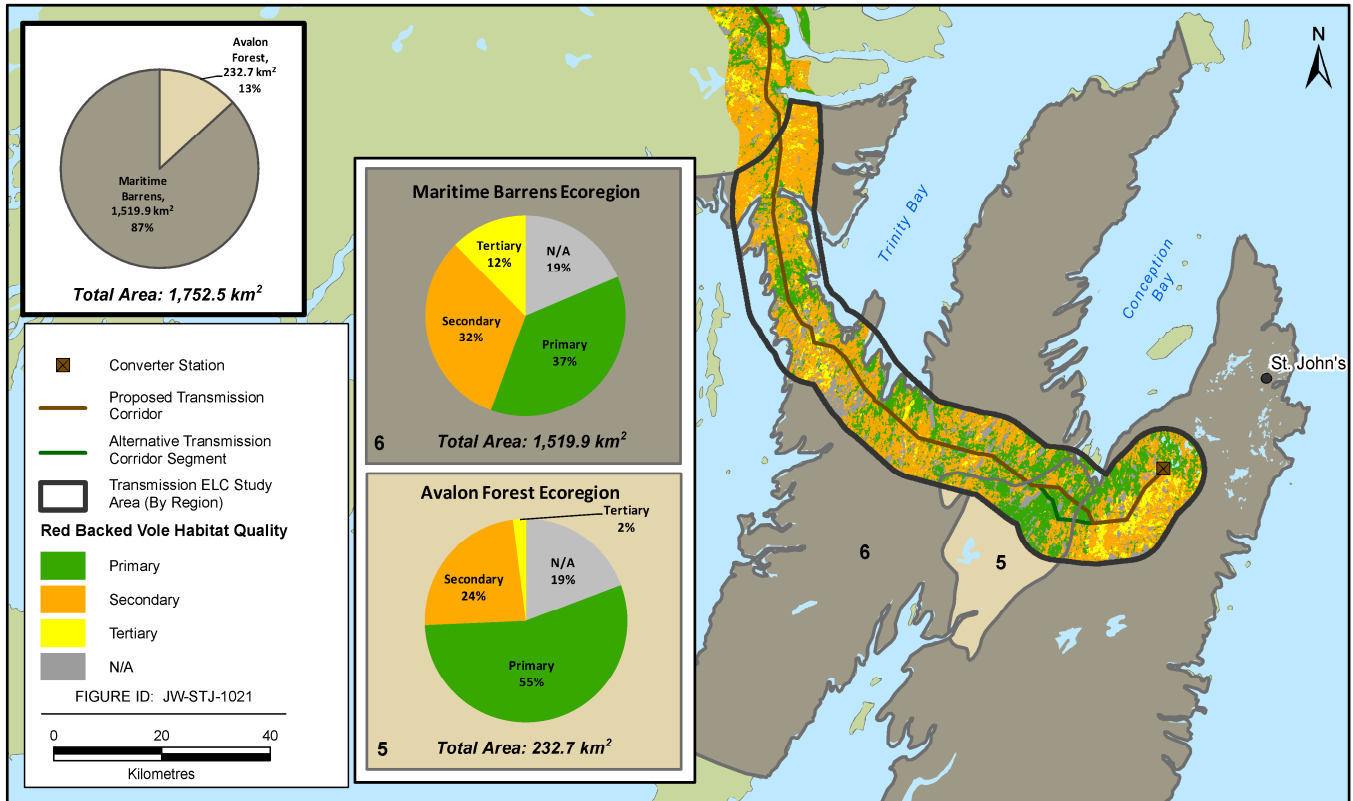 Avalon
Forest,
232.7 km²
13%
Maritime
Barrens,
1,519.9 km²
87%
Total Area: 1,752.5 km²
Converter Station
Proposed Transmission
Corridor
Alternative Transmission
Corridor Segment
Transmission ELC Study
Area (By Region)
Red Backed Vole Habitat Quality
Primary
Secondary
Tertiary
N/A
FIGURE ID: JW-STJ-1021
0 20 40
Kilometres
Maritime Barrens Ecoregion
Tertiary
12%
N/A
19%
Secondary
32%
Primary
37%
6
Total Area: 1,519.9 km²
Avalon Forest Ecoregion
Tertiary
2%
N/A
19%
Secondary
24%
Primary
55%
5
Total Area: 232.7 km²
N
Trinity Bay
Conception
Bay
St. John's
6
5